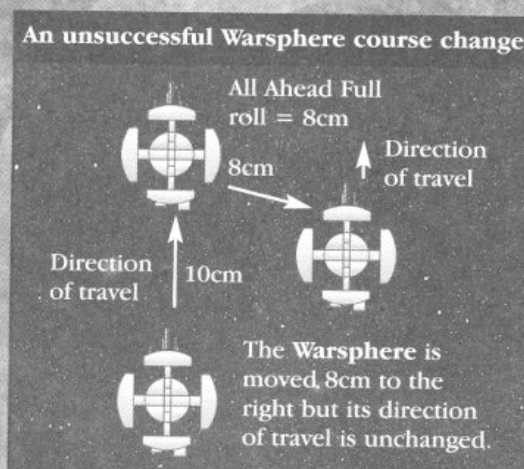 An unsuccessful Warsphere course change
All Ahead Full
roll = 8cm
8cm
Direction
of travel
Direction
of travel
10cm
The Warsphere is
moved 8cm to the
right but its direction
of travel is unchanged.